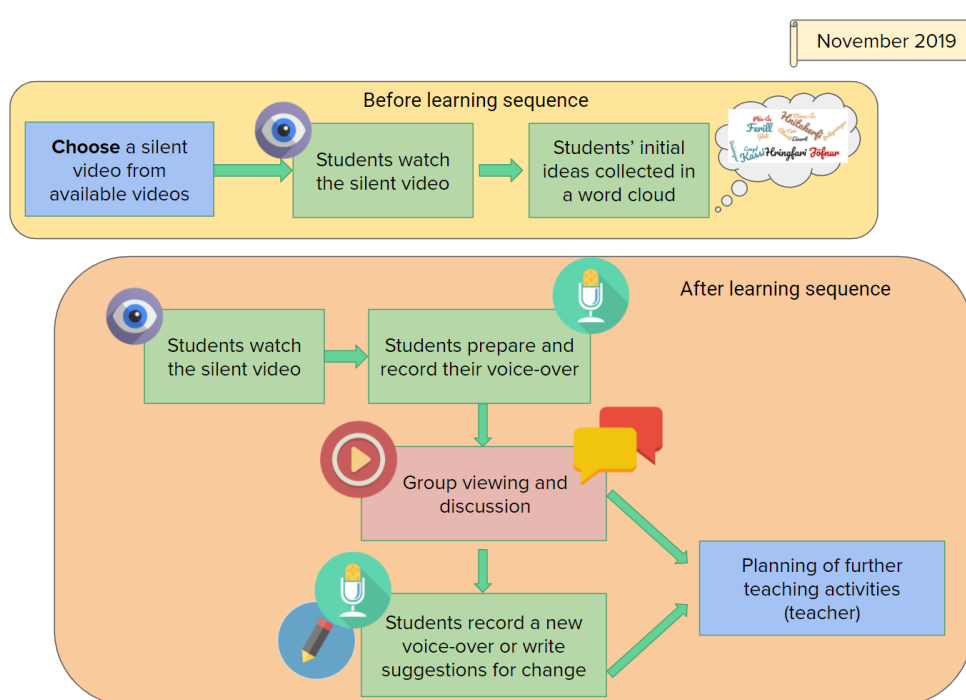 November 2019
Before learning sequence
Choose a silent
video from
available videos
Students watch
the silent video
Students’ initial
ideas collected in
a word cloud
Ferill
Hnitakerfi
Hringfari
Jöfnur
After learning sequence
Students watch
the silent video
Students prepare and
record their voice-over
Group viewing and
discussion
Planning of further
teaching activities
(teacher)
Students record a new
voice-over or write
suggestions for change